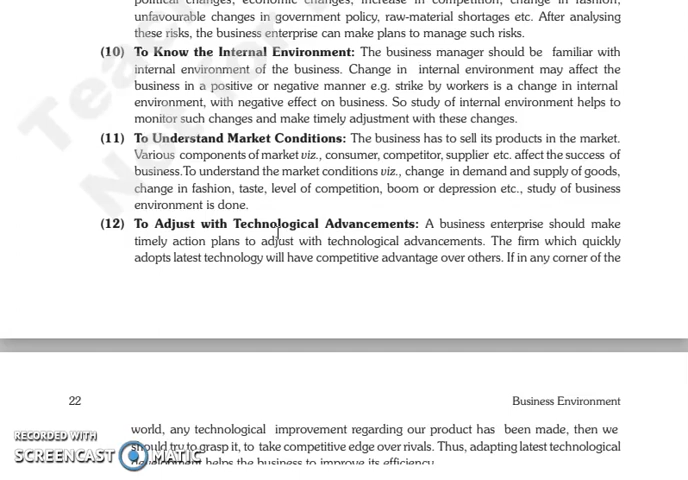 political changes, economic changes, increase in competition, change in fashion,
unfavourable changes in government policy, raw-material shortages etc. After analysing
these risks, the business enterprise can make plans to manage such risks.
(10) To Know the Internal Environment: The business manager should be familiar with
internal environment of the business. Change in internal environment may affect the
business in a positive or negative manner e.g. strike by workers is a change in internal
environment, with negative effect on business. So study of internal environment helps to
monitor such changes and make timely adjustment with these changes.
(11) To Understand Market Conditions: The business has to sell its products in the market.
Various components of market viz., consumer, competitor, supplier etc. affect the success of
business.To understand the market conditions viz., change in demand and supply of goods,
change in fashion, taste, level of competition, boom or depression etc., study of business
environment is done.
(12) To Adjust with Technological Advancements: A business enterprise should make
timely action plans to adjust with technological advancements. The firm which quickly
adopts latest technology will have competitive advantage over others. If in any corner of the
22 Business Environment
world, any technological improvement regarding our product has been made, then we
should try to grasp it, to take competitive edge over rivals. Thus, adapting latest technological
development helps the business to improve its efficiency.
RECORDED WITH
SCREENCAST MATIC